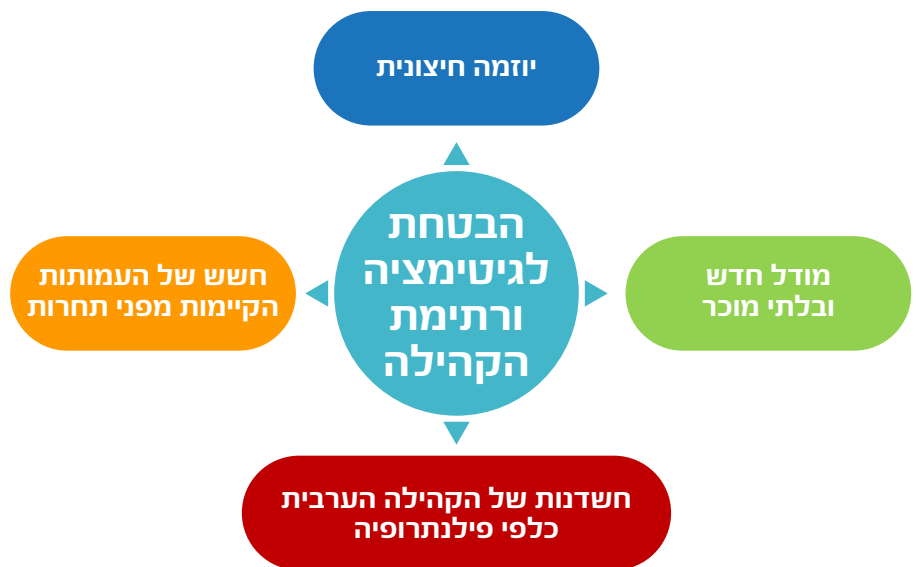 יוזמה חיצונית
הבטחת
לגיטימציה
ורתימת
הקהילה
מודל חדש
ובלתי מוכר
חשש של העמותות
הקיימות מפני תחרות
חשדנות של הקהילה הערבית
כלפי פילנתרופיה